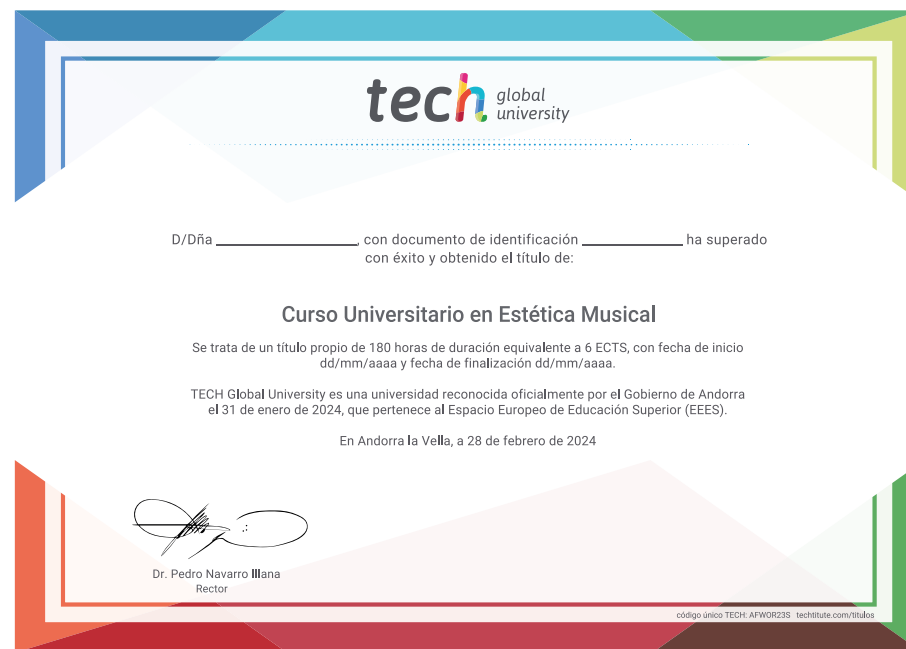 tech global
university
D/Dña ____________________, con documento de identificación ______________ ha superado
con éxito y obtenido el título de:
Curso Universitario en Estética Musical
Se trata de un título propio de 180 horas de duración equivalente a 6 ECTS, con fecha de inicio
dd/mm/aaaa y fecha de finalización dd/mm/aaaa.
TECH Global University es una universidad reconocida oficialmente por el Gobierno de Andorra
el 31 de enero de 2024, que pertenece al Espacio Europeo de Educación Superior (EEES).
En Andorra la Vella, a 28 de febrero de 2024
Dr. Pedro Navarro Illana
Rector
código único TECH: AFWOR23S techtitute.com/titulos